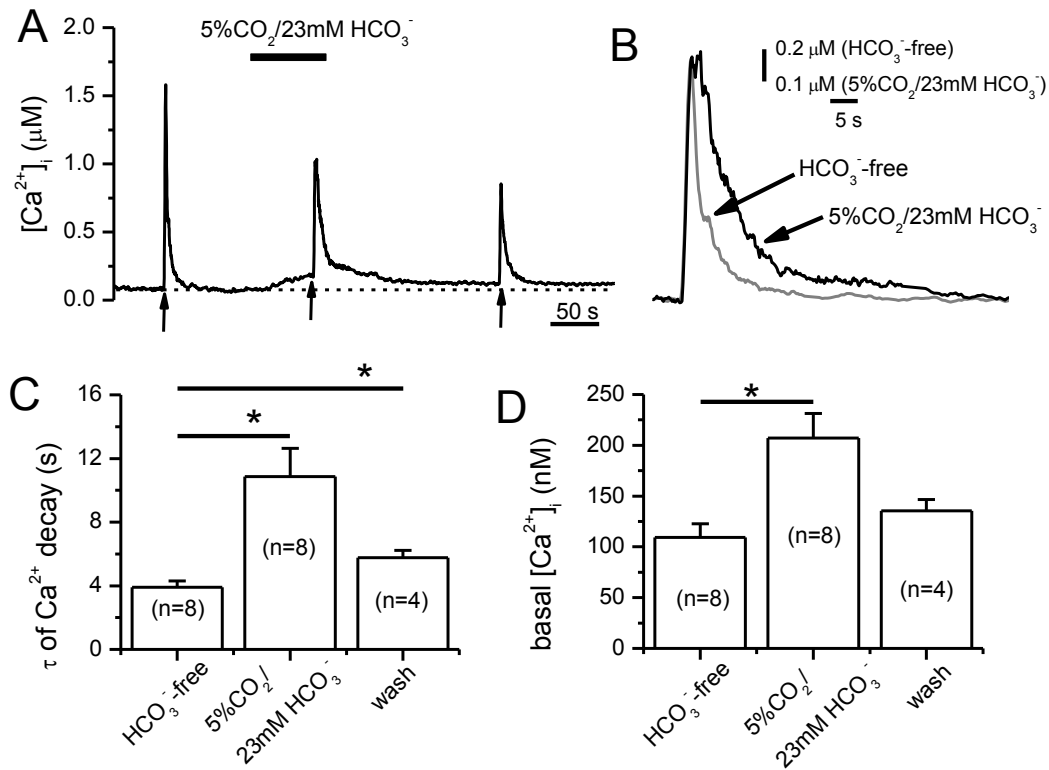 A
5%CO₂/23mM HCO₃⁻
[Ca²⁺]ᵢ (μM)
2.0
1.5
1.0
0.5
0.0
50 s
B
0.2 μM (HCO₃⁻-free)
0.1 μM (5%CO₂/23mM HCO₃⁻)
5 s
HCO₃⁻-free
5%CO₂/23mM HCO₃⁻
C
τ of Ca²⁺ decay (s)
16
12
8
4
0
*
*
(n=8)
(n=8)
(n=4)
HCO₃⁻-free
5%CO₂/
23mM HCO₃⁻
wash
D
basal [Ca²⁺]ᵢ (nM)
250
200
150
100
50
0
*
(n=8)
(n=8)
(n=4)
HCO₃⁻-free
5%CO₂/
23mM HCO₃⁻
wash